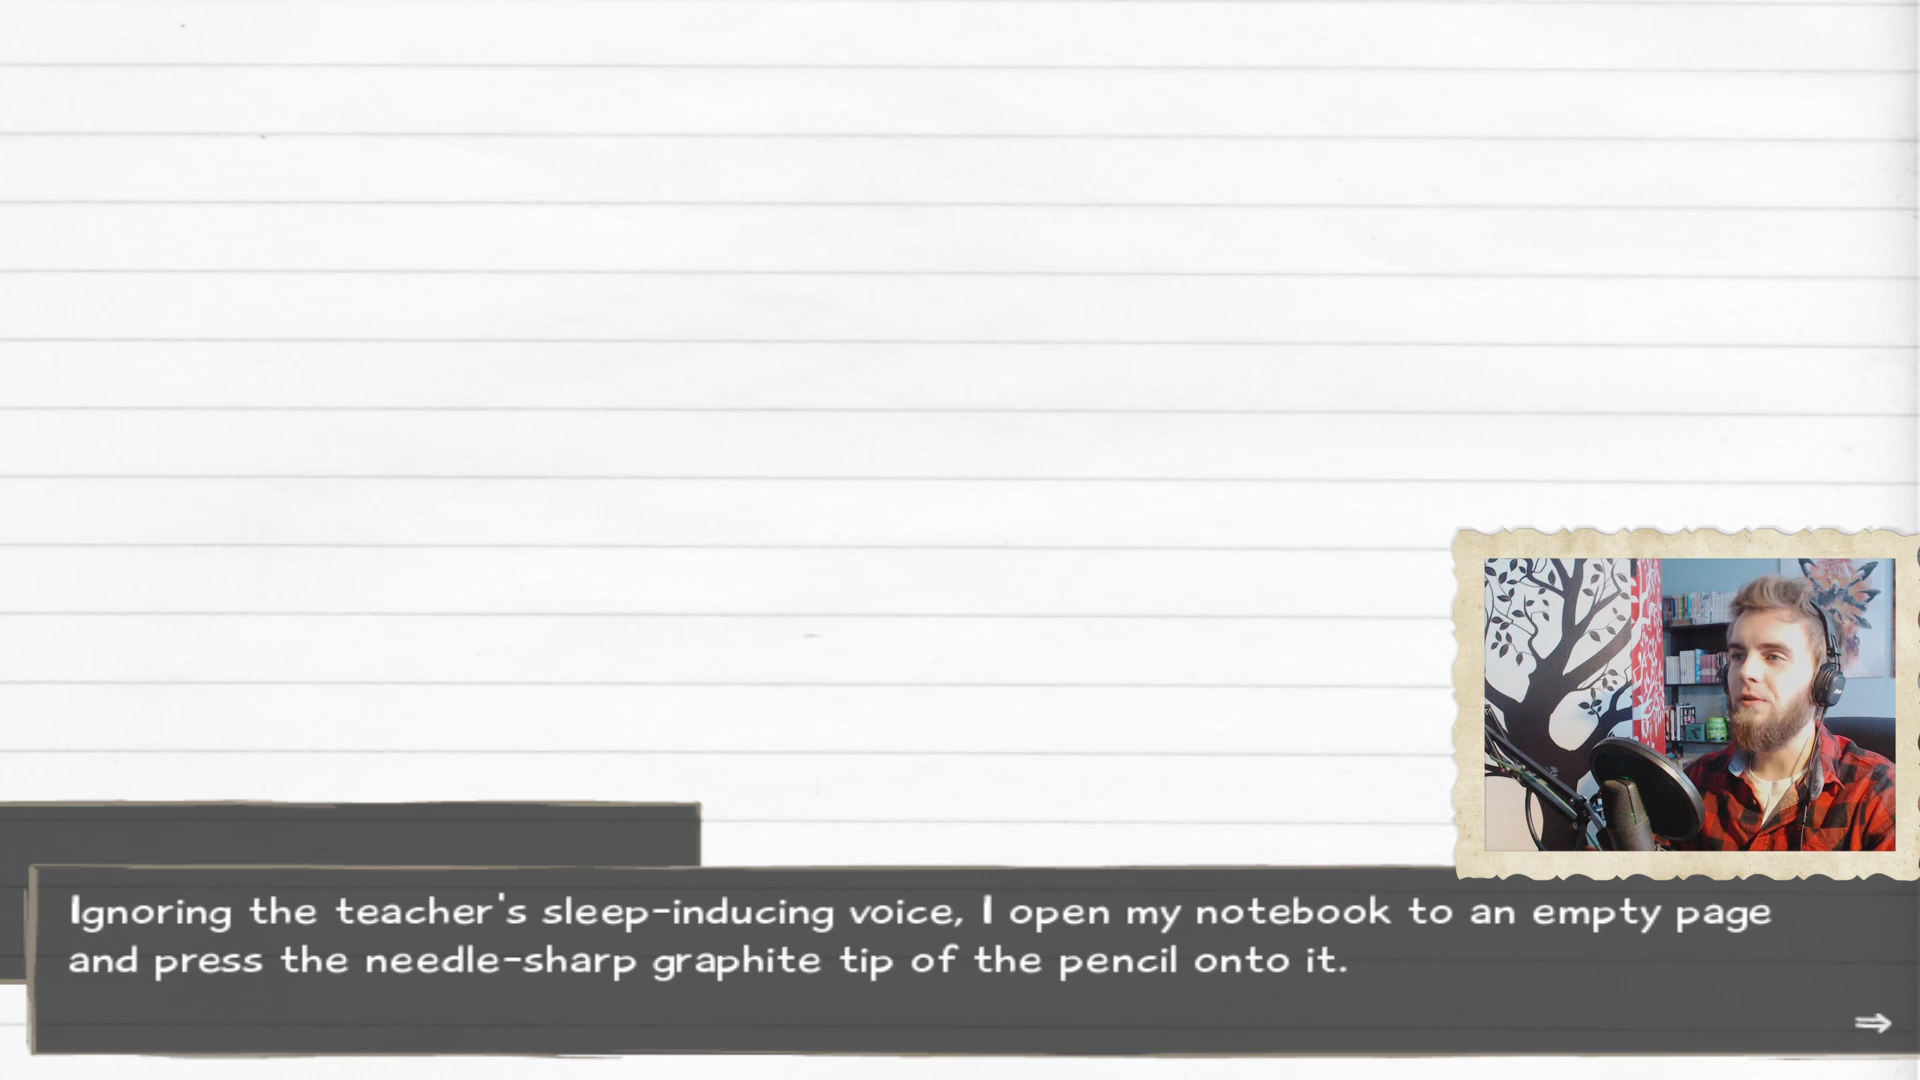 Ignoring the teacher's sleep-inducing voice, I open my notebook to an empty page
and press the needle-sharp graphite tip of the pencil onto it.